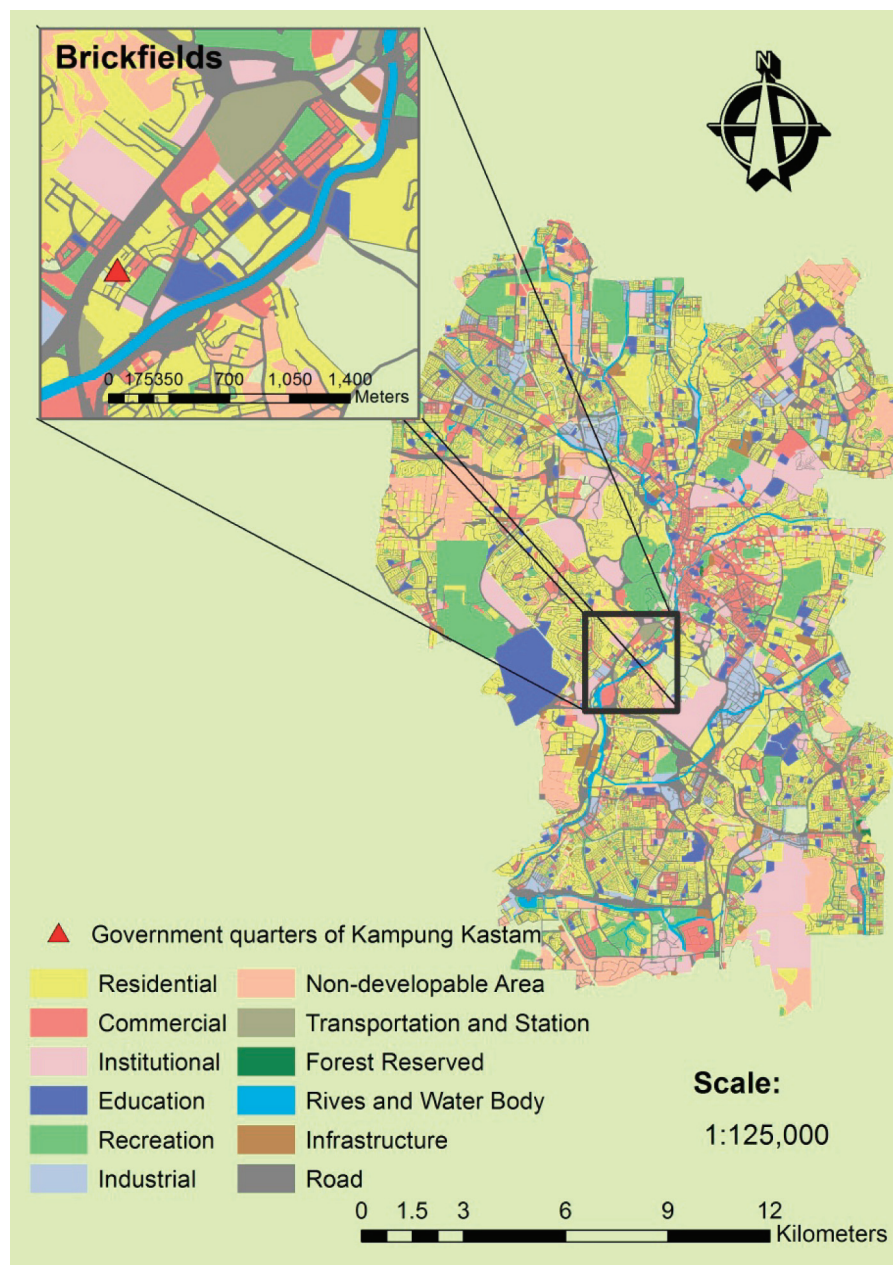 Brickfields
N
0 175350 700 1,050 1,400
Meters
Government quarters of Kampung Kastam
Residential
Commercial
Institutional
Education
Recreation
Industrial
Non-developable Area
Transportation and Station
Forest Reserved
Rives and Water Body
Infrastructure
Road
Scale:
1:125,000
0 1.5 3 6 9 12
Kilometers